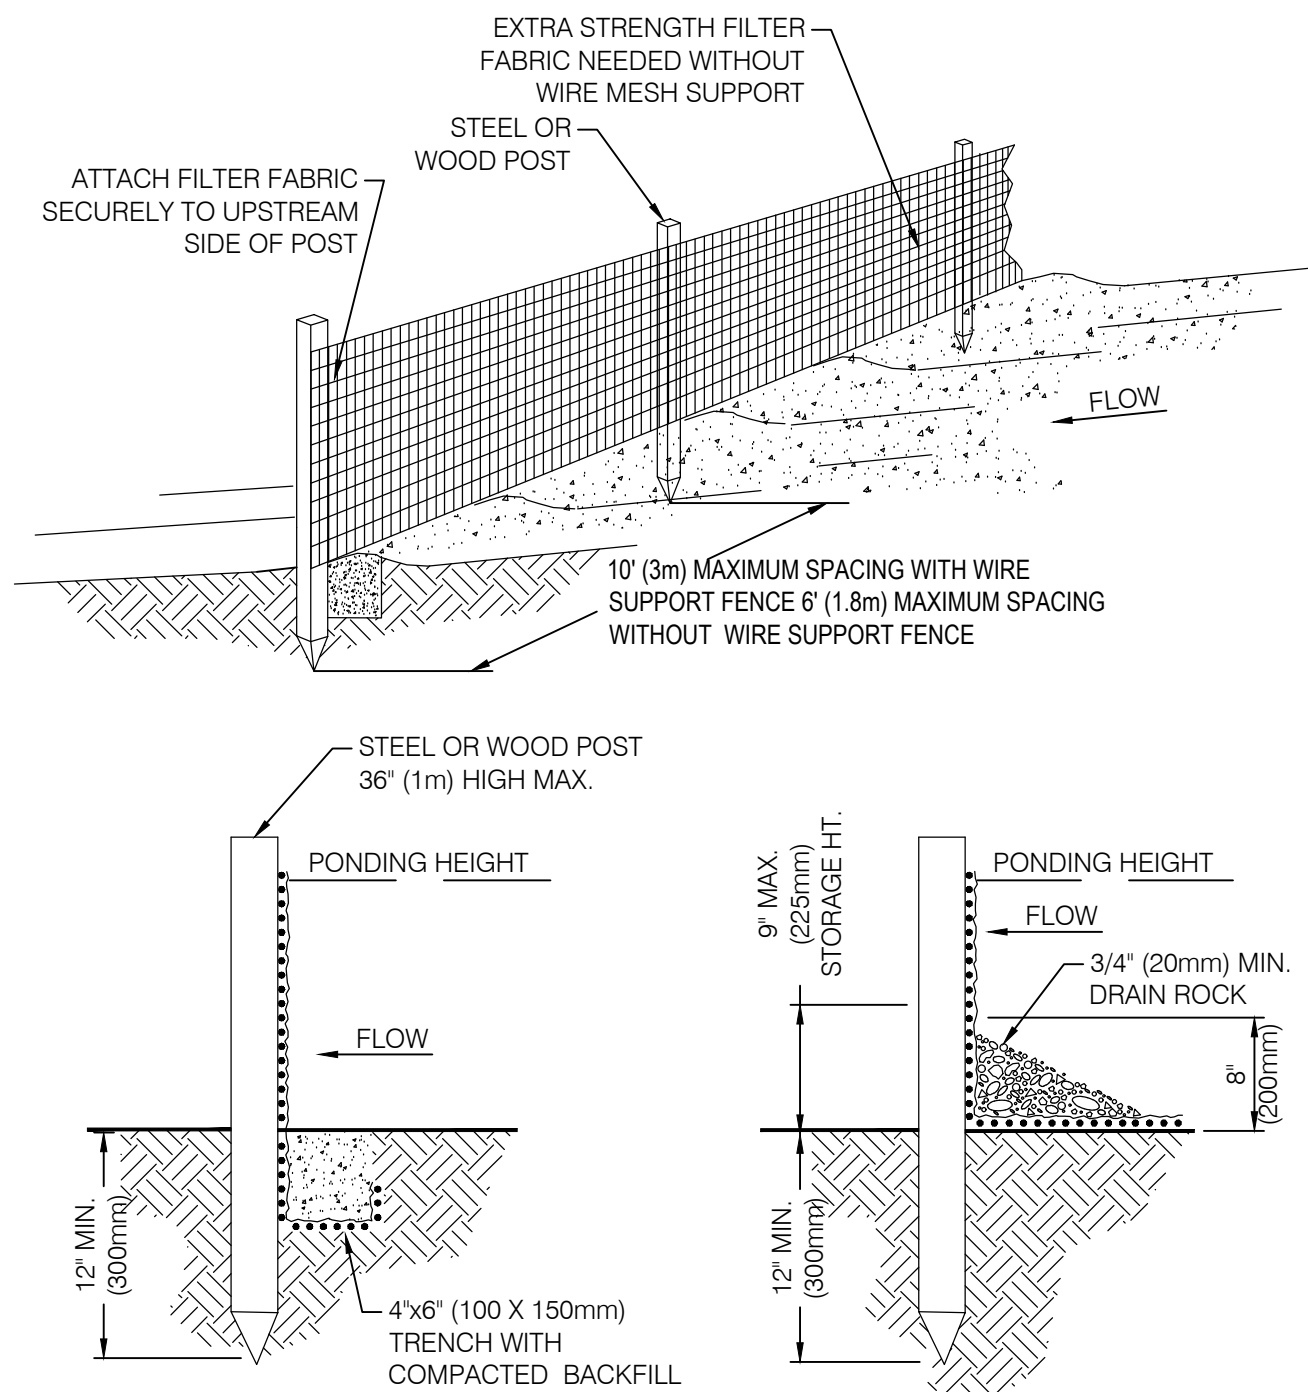 EXTRA STRENGTH FILTER
FABRIC NEEDED WITHOUT
WIRE MESH SUPPORT
STEEL OR
WOOD POST
ATTACH FILTER FABRIC
SECURELY TO UPSTREAM
SIDE OF POST
FLOW
10' (3m) MAXIMUM SPACING WITH WIRE
SUPPORT FENCE 6' (1.8m) MAXIMUM SPACING
WITHOUT WIRE SUPPORT FENCE
STEEL OR WOOD POST
36" (1m) HIGH MAX.
PONDING HEIGHT
FLOW
12" MIN.
(300mm)
4"x6" (100 X 150mm)
TRENCH WITH
COMPACTED BACKFILL
9" MAX.
(225mm)
STORAGE HT.
PONDING HEIGHT
FLOW
3/4" (20mm) MIN.
DRAIN ROCK
8"
(200mm)
12" MIN.
(300mm)